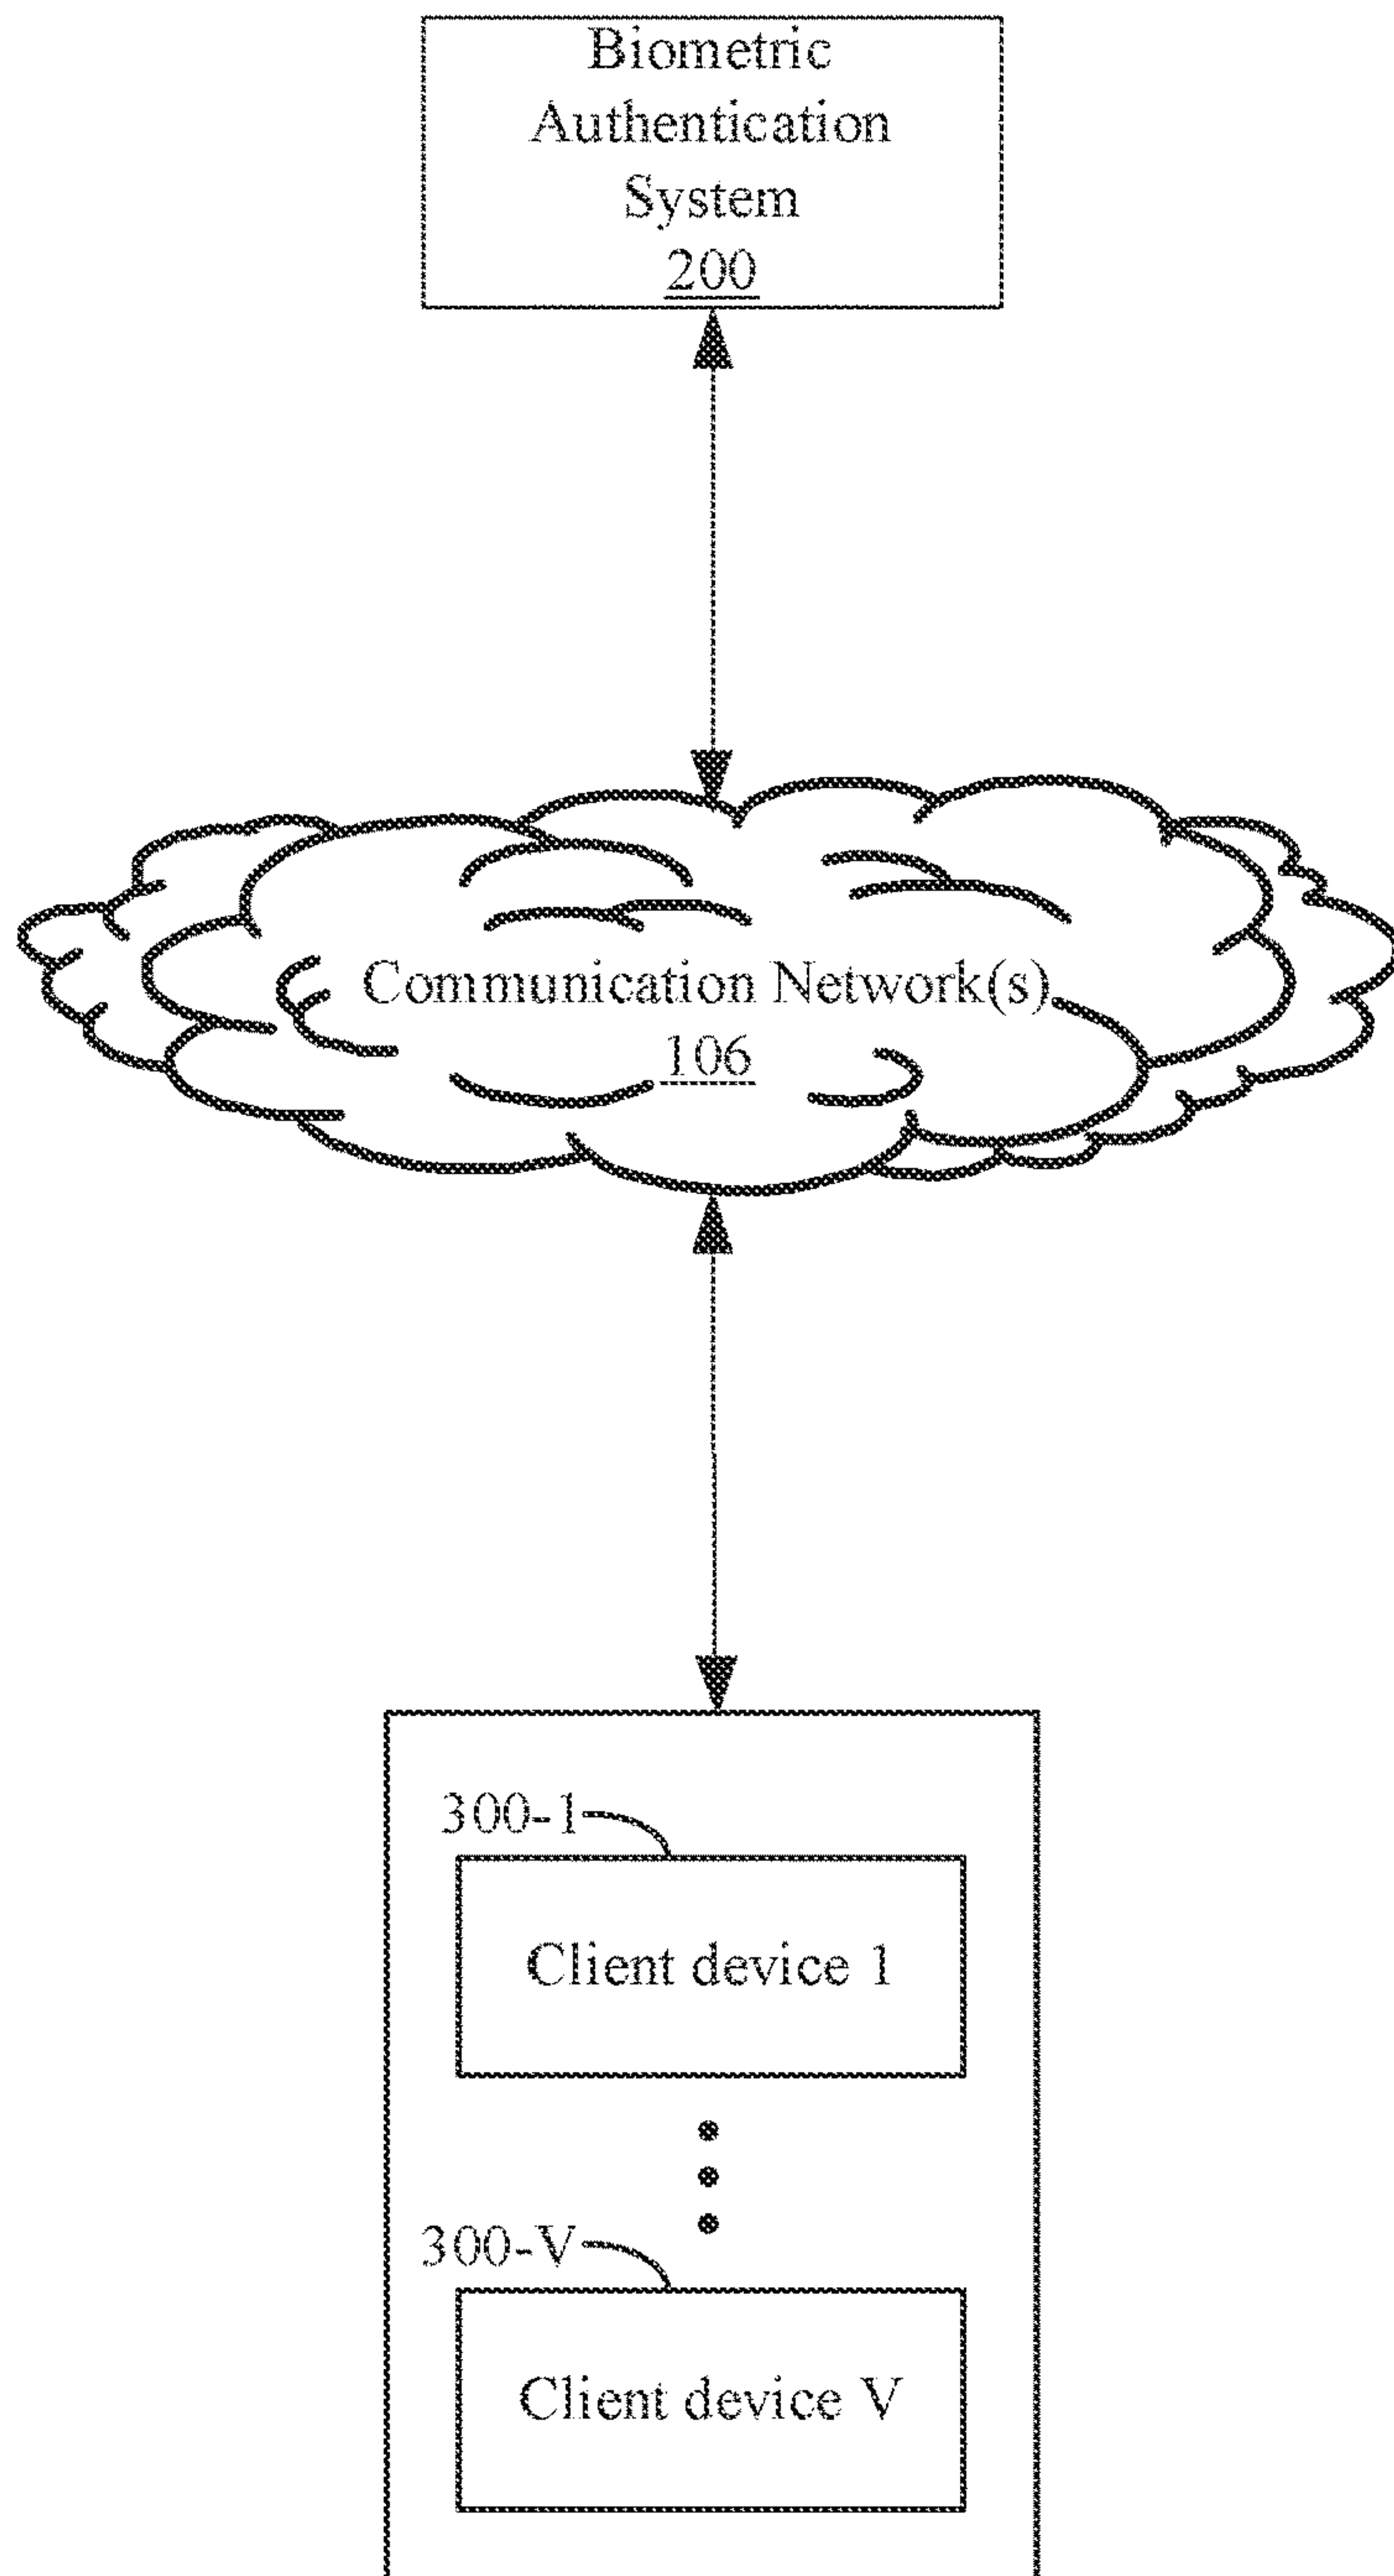 Biometric
Authentication
System
200
Communication Network(s)
106
300-1
Client device 1
300-V
Client device V